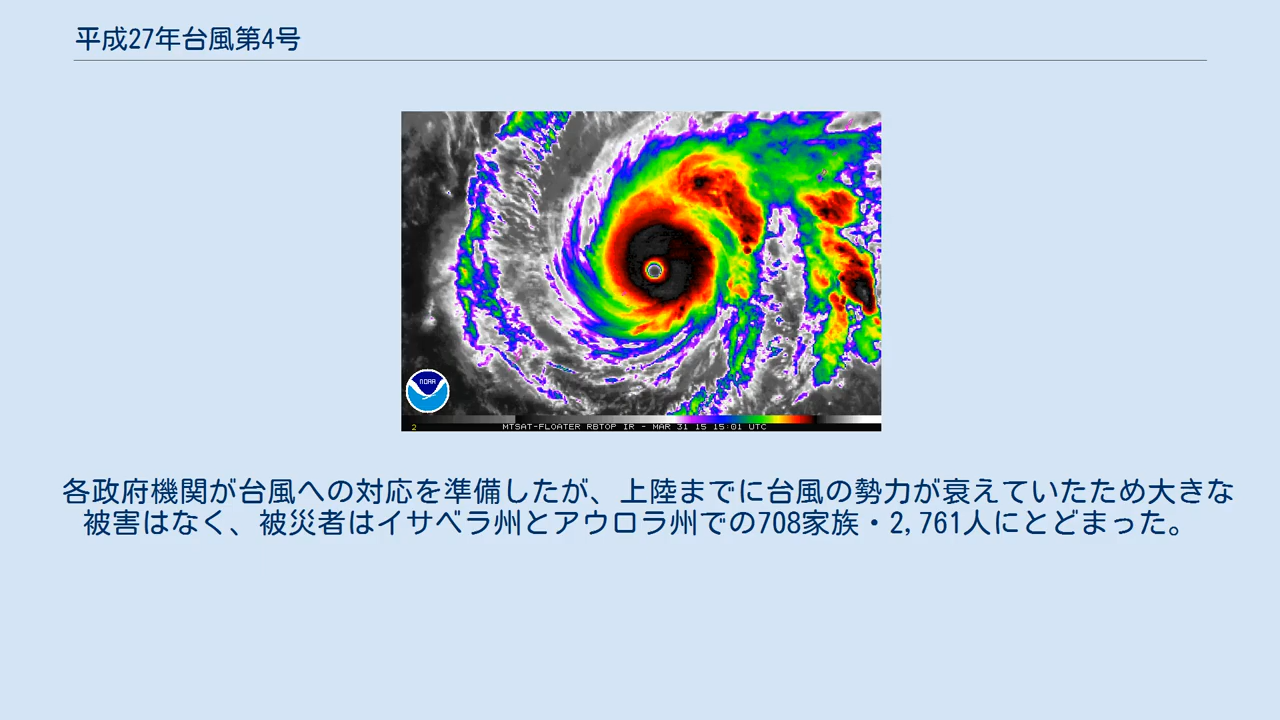 平成27年台風第4号
NOAA
2 MTSAT-FLOATER RBTOP IR - MAR 31 15 15:01 UTC
各政府機関が台風への対応を準備したが、上陸までに台風の勢力が衰えていたため大きな
被害はなく、被災者はイサベラ州とアウロラ州での708家族・2,761人にとどまった。